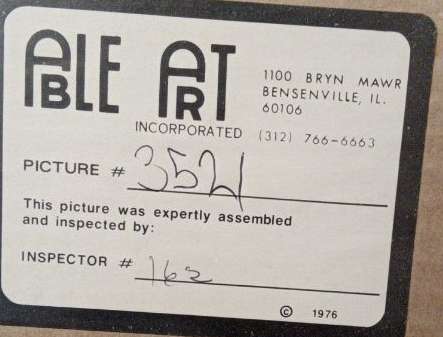 ABLE ART
INCORPORATED
1100 BRYN MAWR
BENSENVILLE, IL.
60106
(312) 766-6663
PICTURE # 3521
This picture was expertly assembled
and inspected by:
INSPECTOR # 162
© 1976